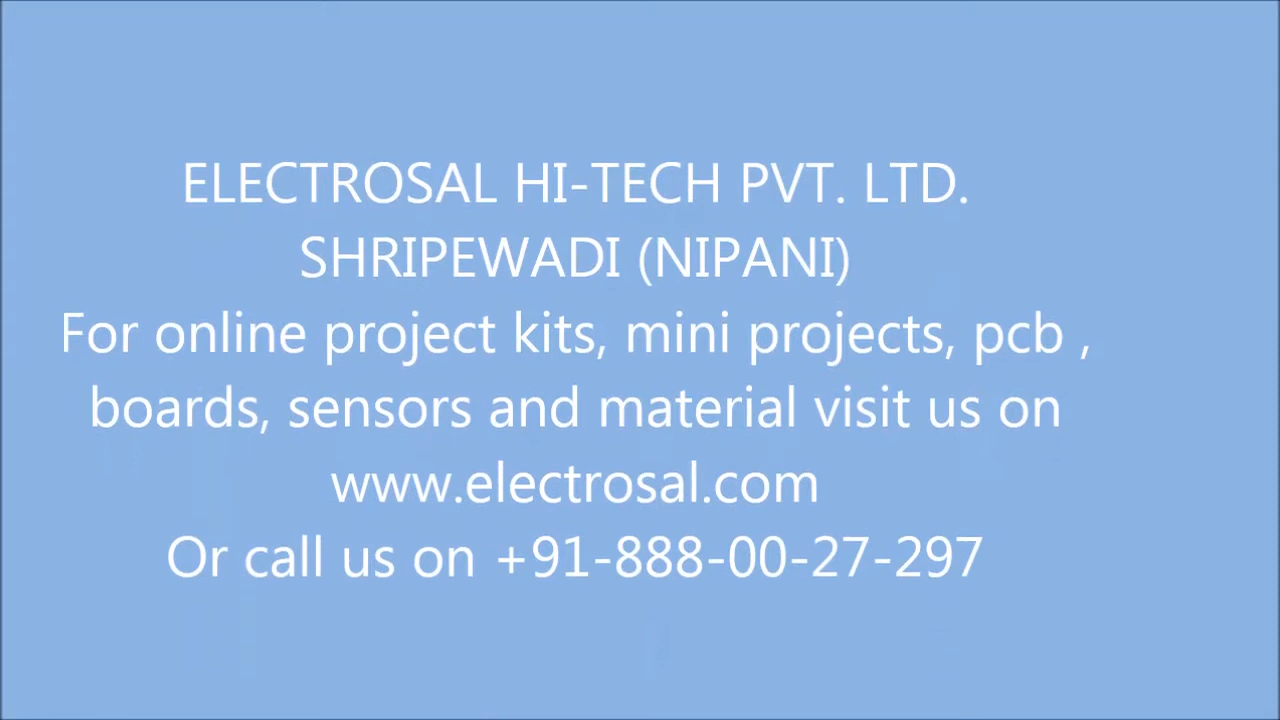 ELECTROSAL HI-TECH PVT. LTD.
SHRIPEWADI (NIPANI)
For online project kits, mini projects, pcb ,
boards, sensors and material visit us on
www.electrosal.com
Or call us on +91-888-00-27-297